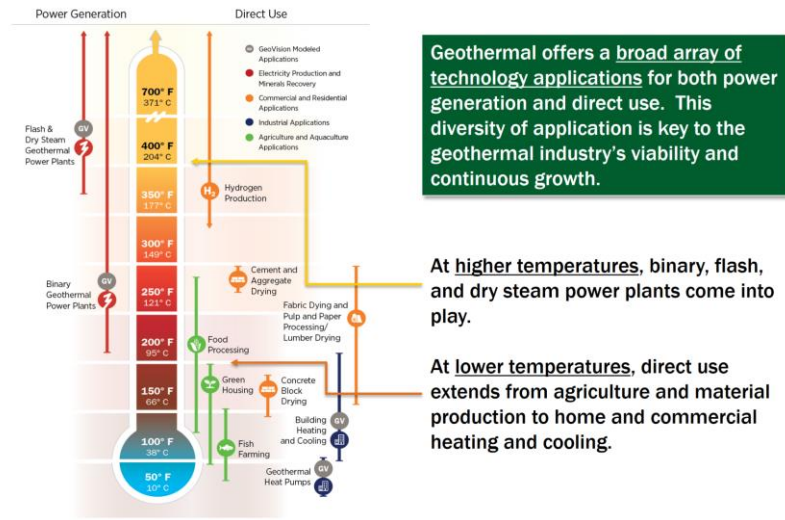 Power Generation
Direct Use
GeoVision Modeled
Applications
Electricity Production and
Minerals Recovery
Commercial and Residential
Applications
Industrial Applications
Agriculture and Aquaculture
Applications
GV
700° F
371° C
400° F
204° C
350° F
177° C
300° F
149° C
250° F
121° C
200° F
95° C
150° F
66° C
100° F
38° C
50° F
10° C
Flash &
Dry Steam
Geothermal
Power Plants
GV
Binary
Geothermal
Power Plants
GV
H₂
Hydrogen
Production
Cement and
Aggregate
Drying
Fabric Dying and
Pulp and Paper
Processing/
Lumber Drying
Food
Processing
Green
Housing
Concrete
Block
Drying
Building
Heating
and Cooling
GV
Fish
Farming
Geothermal
Heat Pumps
GV
Geothermal offers a broad array of
technology applications for both power
generation and direct use. This
diversity of application is key to the
geothermal industry's viability and
continuous growth.
At higher temperatures, binary, flash,
and dry steam power plants come into
play.
At lower temperatures, direct use
extends from agriculture and material
production to home and commercial
heating and cooling.